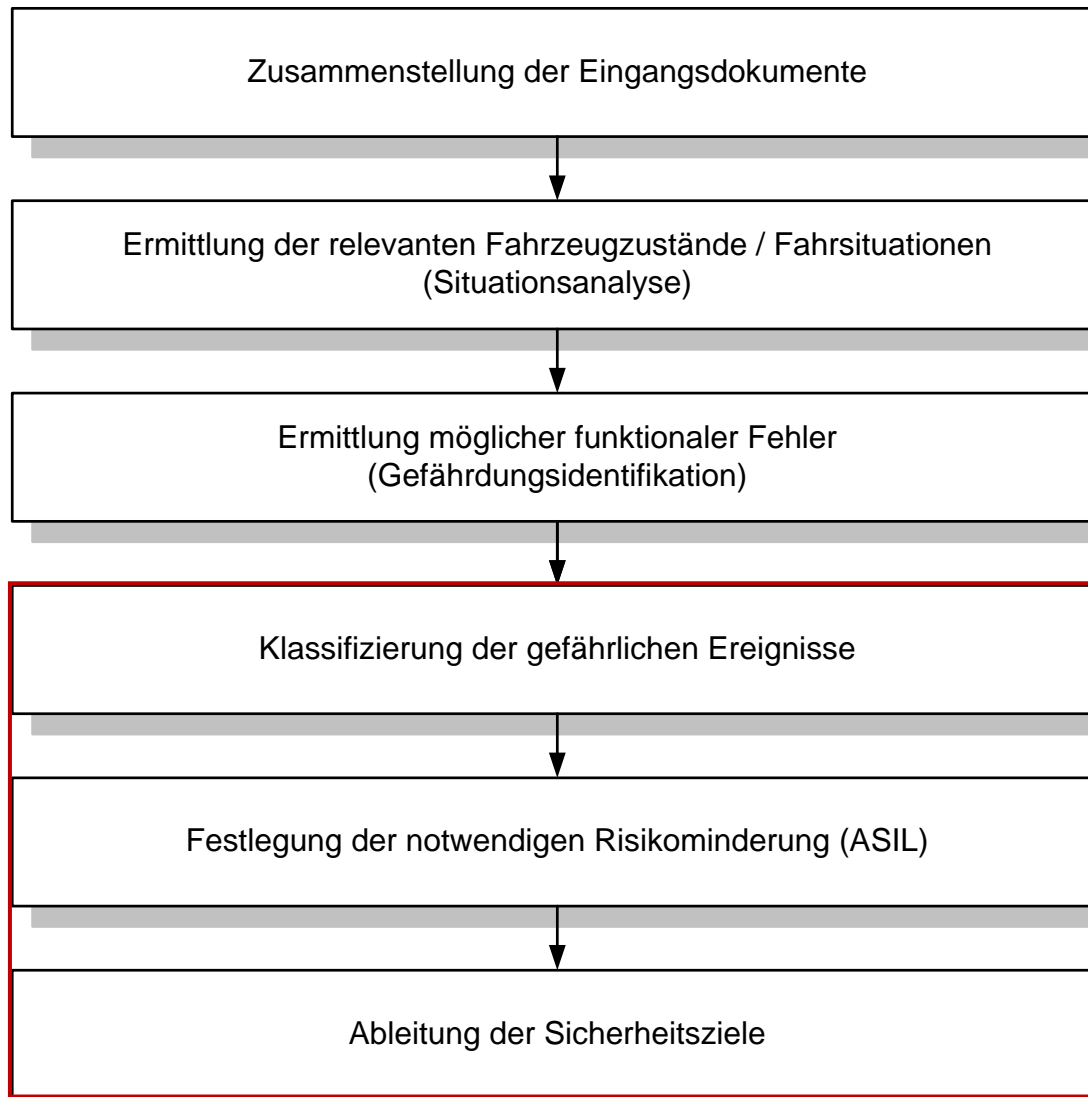 Zusammenstellung der Eingangsdokumente
Ermittlung der relevanten Fahrzeugzustände / Fahrsituationen
(Situationsanalyse)
Ermittlung möglicher funktionaler Fehler
(Gefährdungsidentifikation)
Klassifizierung der gefährlichen Ereignisse
Festlegung der notwendigen Risikominderung (ASIL)
Ableitung der Sicherheitsziele